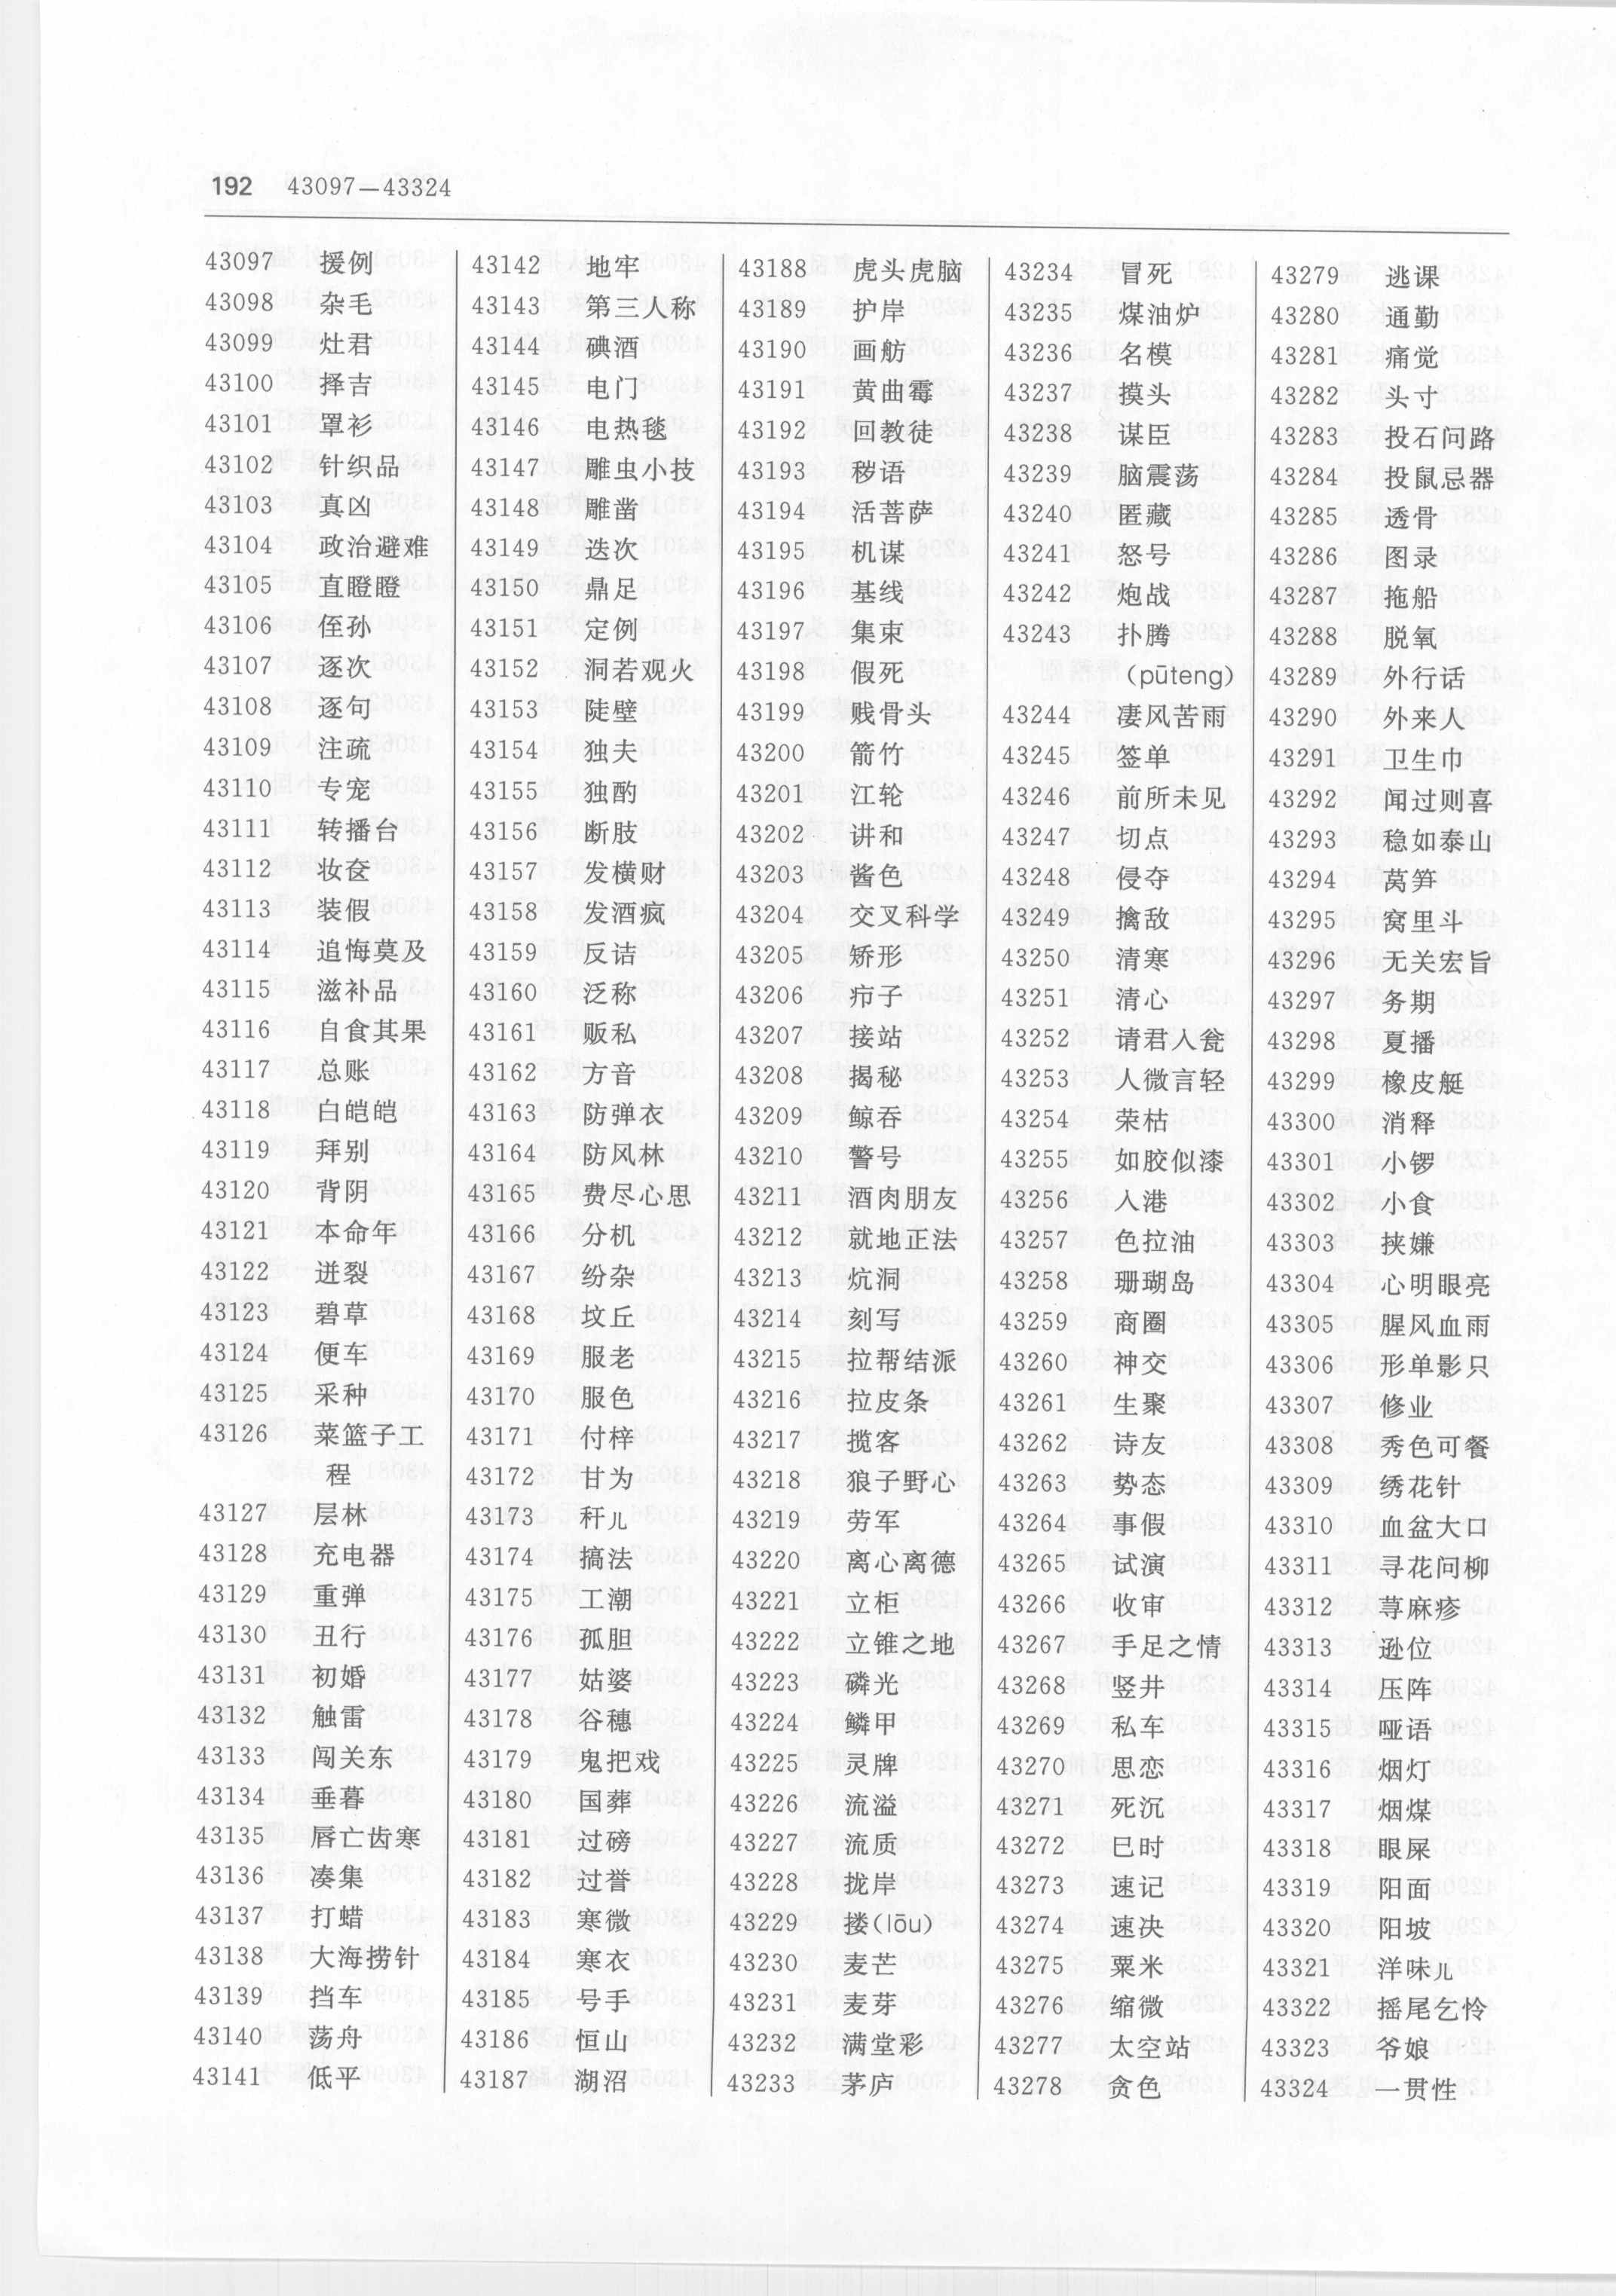 192 43097—43324
43097 援例
43098 杂毛
43099 灶君
43100 择吉
43101 罩衫
43102 针织品
43103 真凶
43104 政治避难
43105 直瞪瞪
43106 侄孙
43107 逐次
43108 逐句
43109 注疏
43110 专宠
43111 转播台
43112 妆奁
43113 装假
43114 追悔莫及
43115 滋补品
43116 自食其果
43117 总账
43118 白皑皑
43119 拜别
43120 背阴
43121 本命年
43122 迸裂
43123 碧草
43124 便车
43125 采种
43126 菜篮子工
程
43127 层林
43128 充电器
43129 重弹
43130 丑行
43131 初婚
43132 触雷
43133 闯关东
43134 垂暮
43135 唇亡齿寒
43136 凑集
43137 打蜡
43138 大海捞针
43139 挡车
43140 荡舟
43141 低平
43142 地牢
43143 第三人称
43144 碘酒
43145 电门
43146 电热毯
43147 雕虫小技
43148 雕凿
43149 迭次
43150 鼎足
43151 定例
43152 洞若观火
43153 陡壁
43154 独夫
43155 独酌
43156 断肢
43157 发横财
43158 发酒疯
43159 反诘
43160 泛称
43161 贩私
43162 方音
43163 防弹衣
43164 防风林
43165 费尽心思
43166 分机
43167 纷杂
43168 坟丘
43169 服老
43170 服色
43171 付梓
43172 甘为
43173 秆儿
43174 搞法
43175 工潮
43176 孤胆
43177 姑婆
43178 谷穗
43179 鬼把戏
43180 国葬
43181 过磅
43182 过誉
43183 寒微
43184 寒衣
43185 号手
43186 恒山
43187 湖沼
43188 虎头虎脑
43189 护岸
43190 画舫
43191 黄曲霉
43192 回教徒
43193 秽语
43194 活菩萨
43195 机谋
43196 基线
43197 集束
43198 假死
43199 贱骨头
43200 箭竹
43201 江轮
43202 讲和
43203 酱色
43204 交叉科学
43205 矫形
43206 疖子
43207 接站
43208 揭秘
43209 鲸吞
43210 警号
43211 酒肉朋友
43212 就地正法
43213 炕洞
43214 刻写
43215 拉帮结派
43216 拉皮条
43217 揽客
43218 狼子野心
43219 劳军
43220 离心离德
43221 立柜
43222 立锥之地
43223 磷光
43224 鳞甲
43225 灵牌
43226 流溢
43227 流质
43228 拢岸
43229 搂(lōu)
43230 麦芒
43231 麦芽
43232 满堂彩
43233 茅庐
43234 冒死
43235 煤油炉
43236 名模
43237 摸头
43238 谋臣
43239 脑震荡
43240 匿藏
43241 怒号
43242 炮战
43243 扑腾
(pūteng)
43244 凄风苦雨
43245 签单
43246 前所未见
43247 切点
43248 侵夺
43249 擒敌
43250 清寒
43251 清心
43252 请君入瓮
43253 人微言轻
43254 荣枯
43255 如胶似漆
43256 入港
43257 色拉油
43258 珊瑚岛
43259 商圈
43260 神交
43261 生聚
43262 诗友
43263 势态
43264 事假
43265 试演
43266 收审
43267 手足之情
43268 竖井
43269 私车
43270 思恋
43271 死沉
43272 巳时
43273 速记
43274 速决
43275 粟米
43276 缩微
43277 太空站
43278 贪色
43279 逃课
43280 通勤
43281 痛觉
43282 头寸
43283 投石问路
43284 投鼠忌器
43285 透骨
43286 图录
43287 拖船
43288 脱氧
43289 外行话
43290 外来人
43291 卫生巾
43292 闻过则喜
43293 稳如泰山
43294 莴笋
43295 窝里斗
43296 无关宏旨
43297 务期
43298 夏播
43299 橡皮艇
43300 消释
43301 小锣
43302 小食
43303 挟嫌
43304 心明眼亮
43305 腥风血雨
43306 形单影只
43307 修业
43308 秀色可餐
43309 绣花针
43310 血盆大口
43311 寻花问柳
43312 荨麻疹
43313 逊位
43314 压阵
43315 哑语
43316 烟灯
43317 烟煤
43318 眼屎
43319 阳面
43320 阳坡
43321 洋味儿
43322 摇尾乞怜
43323 爷娘
43324 一贯性